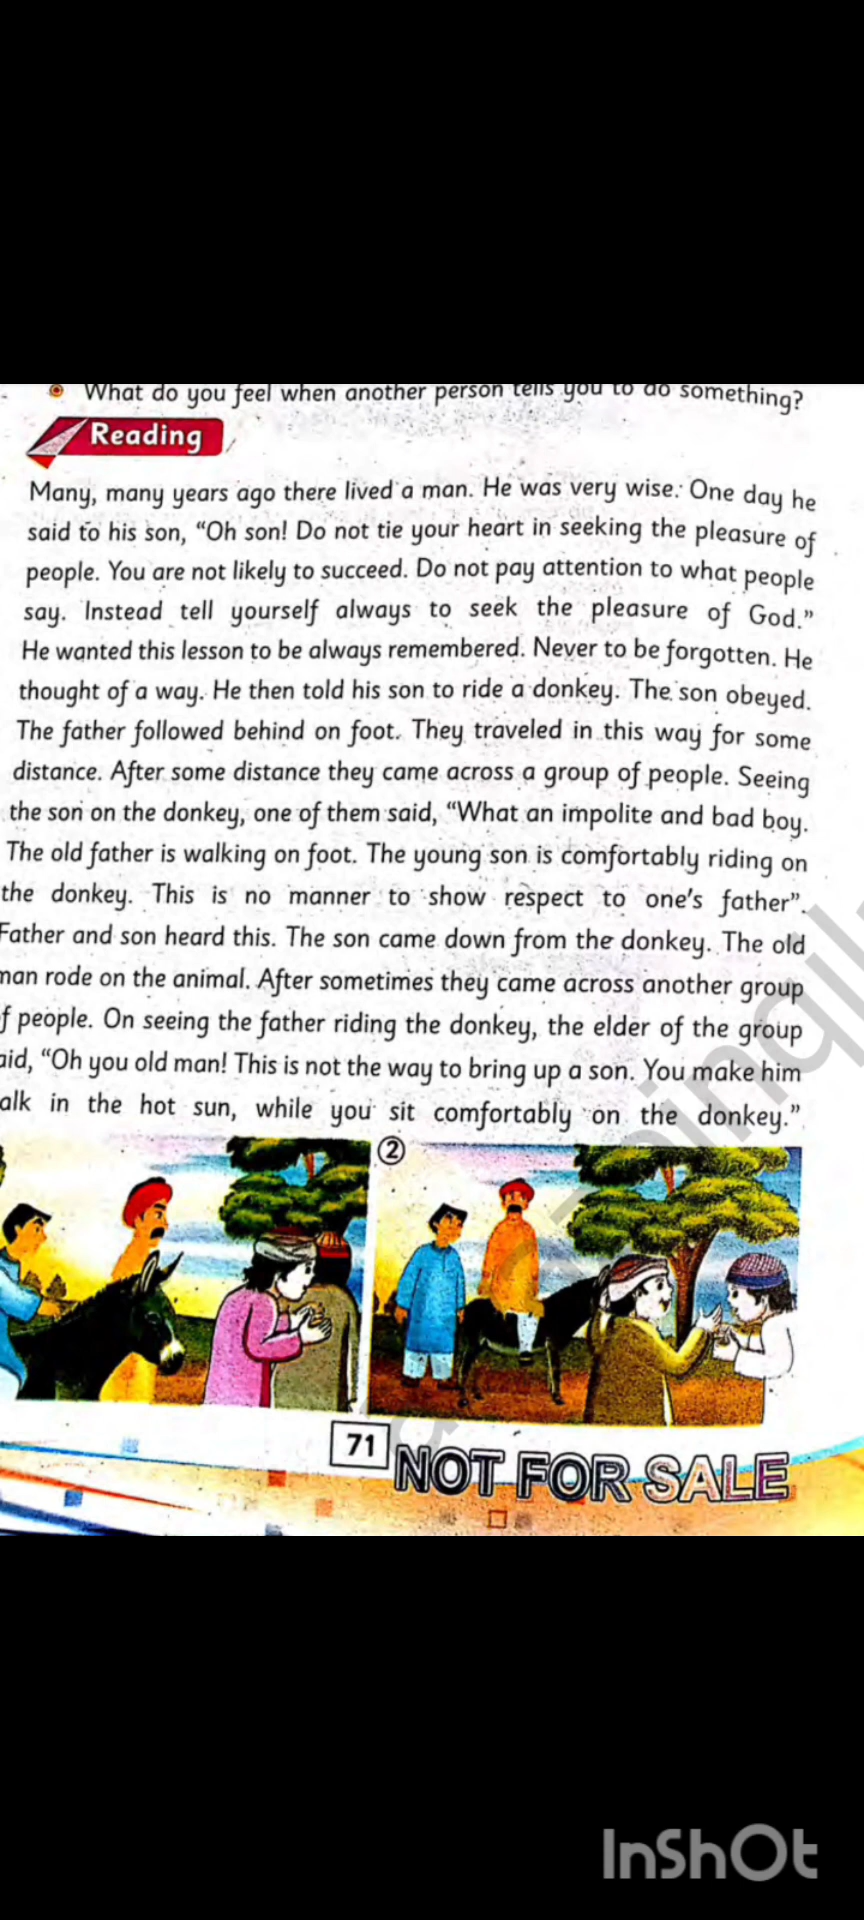 What do you feel when another person tells you to do something?
Reading
Many, many years ago there lived a man. He was very wise. One day he
said to his son, “Oh son! Do not tie your heart in seeking the pleasure of
people. You are not likely to succeed. Do not pay attention to what people
say. Instead tell yourself always to seek the pleasure of God.”
He wanted this lesson to be always remembered. Never to be forgotten. He
thought of a way. He then told his son to ride a donkey. The son obeyed.
The father followed behind on foot. They traveled in this way for some
distance. After some distance they came across a group of people. Seeing
the son on the donkey, one of them said, “What an impolite and bad boy.
The old father is walking on foot. The young son is comfortably riding on
the donkey. This is no manner to show respect to one’s father”.
Father and son heard this. The son came down from the donkey. The old
man rode on the animal. After sometimes they came across another group
f people. On seeing the father riding the donkey, the elder of the group
aid, “Oh you old man! This is not the way to bring up a son. You make him
alk in the hot sun, while you sit comfortably on the donkey.”
2
71
NOT FOR SALE
InShOt